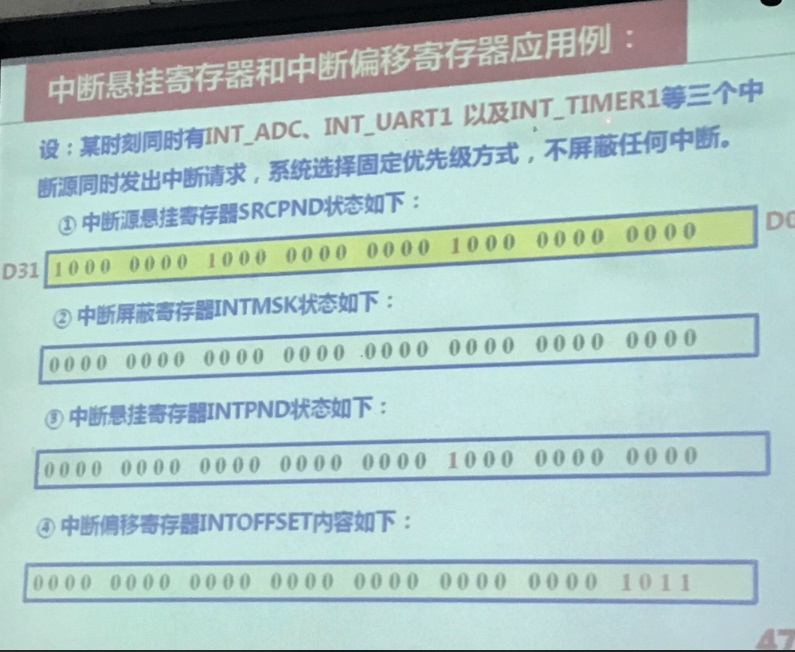 中断悬挂寄存器和中断偏移寄存器应用例：
设：某时刻同时有INT_ADC、INT_UART1 以及INT_TIMER1等三个中
断源同时发出中断请求，系统选择固定优先级方式，不屏蔽任何中断。
① 中断源悬挂寄存器SRCPND状态如下：
D31 1000 0000 1000 0000 0000 1000 0000 0000 D0
② 中断屏蔽寄存器INTMSK状态如下：
0000 0000 0000 0000 0000 0000 0000 0000
③ 中断悬挂寄存器INTPND状态如下：
0000 0000 0000 0000 0000 1000 0000 0000
④ 中断偏移寄存器INTOFFSET内容如下：
0000 0000 0000 0000 0000 0000 0000 1011
47